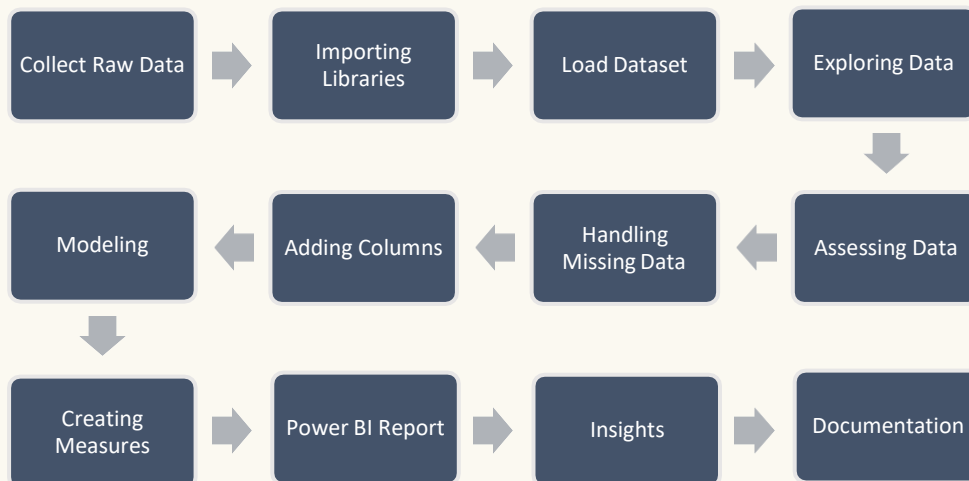 Collect Raw Data
Importing
Libraries
Load Dataset
Exploring Data
Assessing Data
Handling
Missing Data
Adding Columns
Modeling
Creating
Measures
Power BI Report
Insights
Documentation